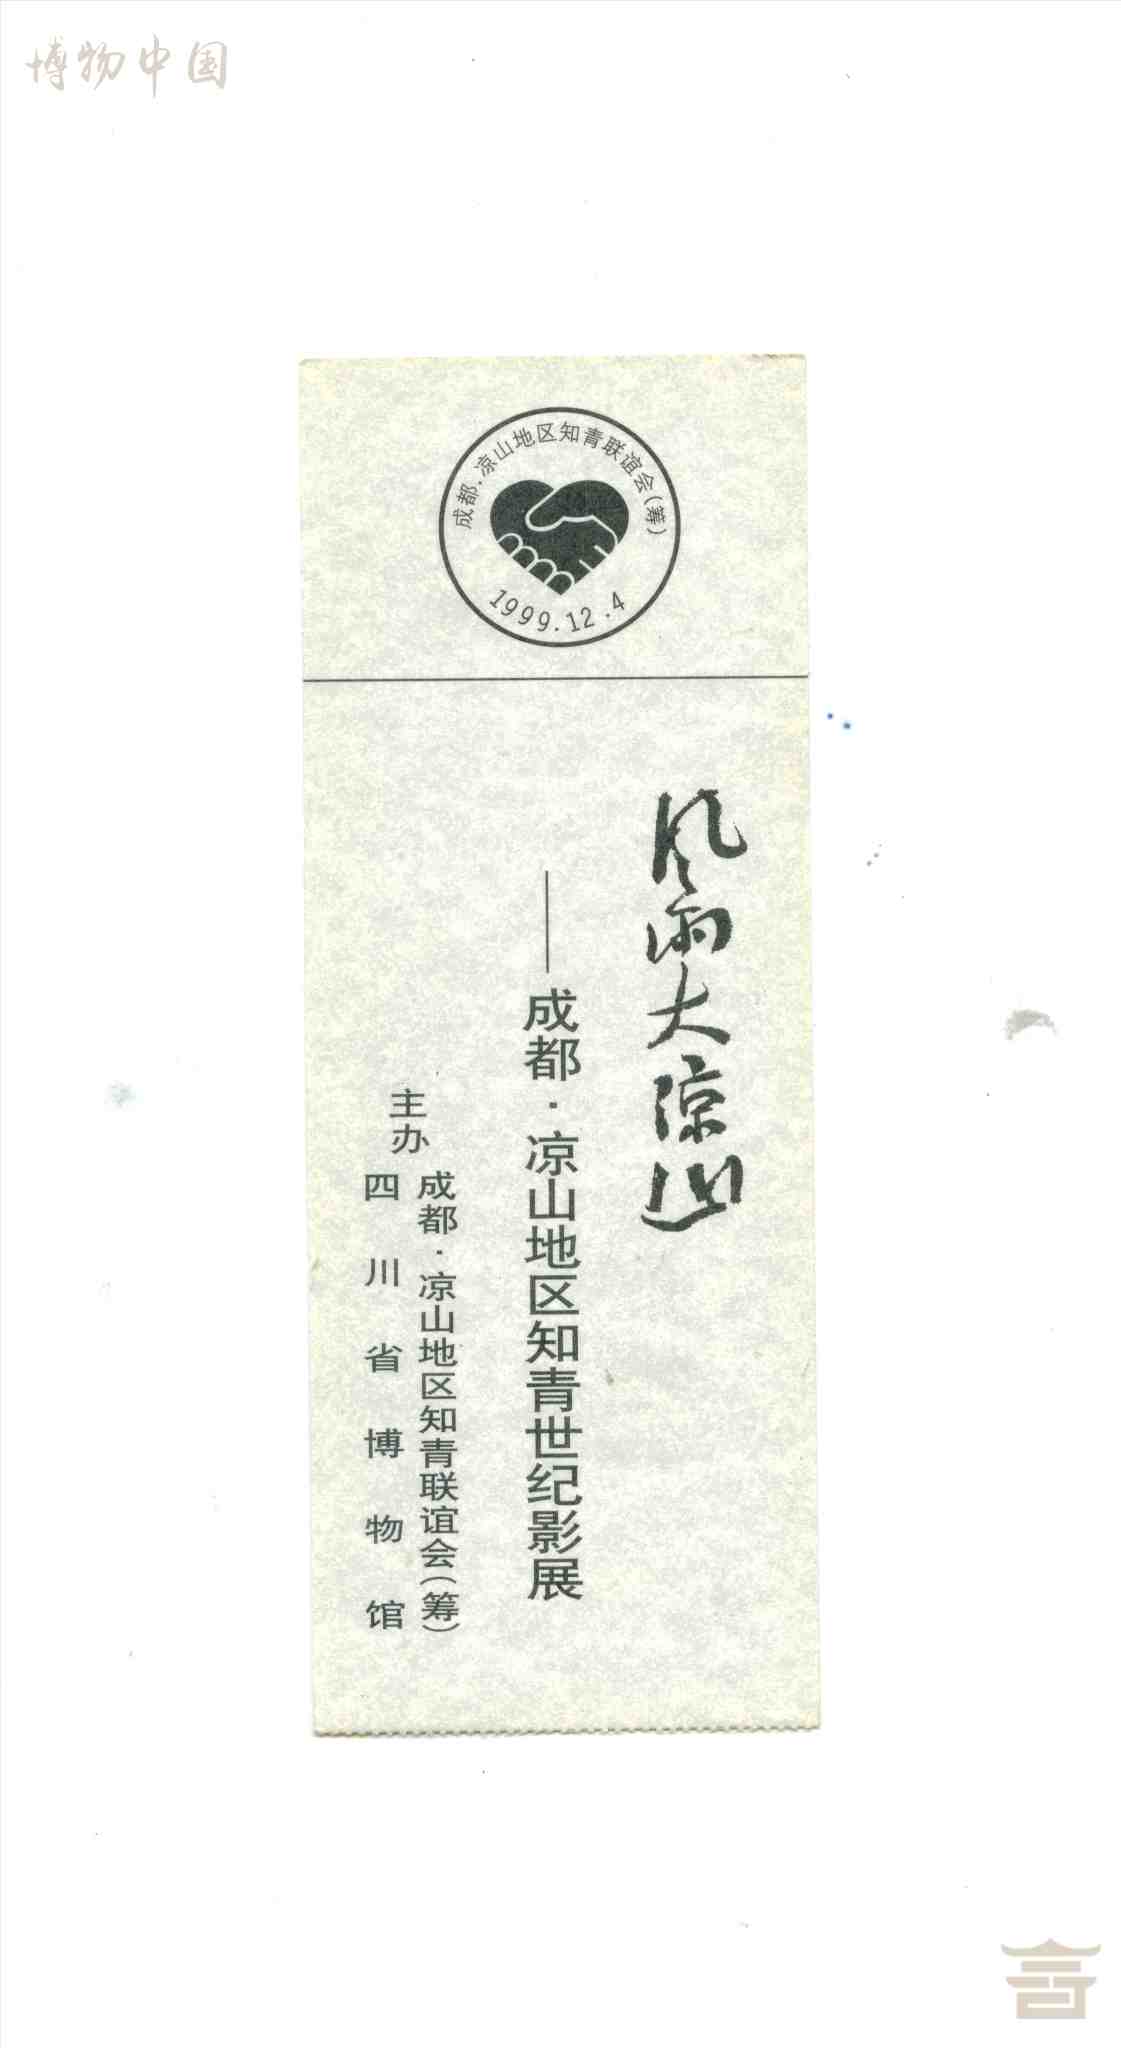 博物中国
成都.凉山地区知青联谊会(筹)
1999.12.4
风雨大凉山
——成都·凉山地区知青世纪影展
主办
成都·凉山地区知青联谊会(筹)
四川省博物馆